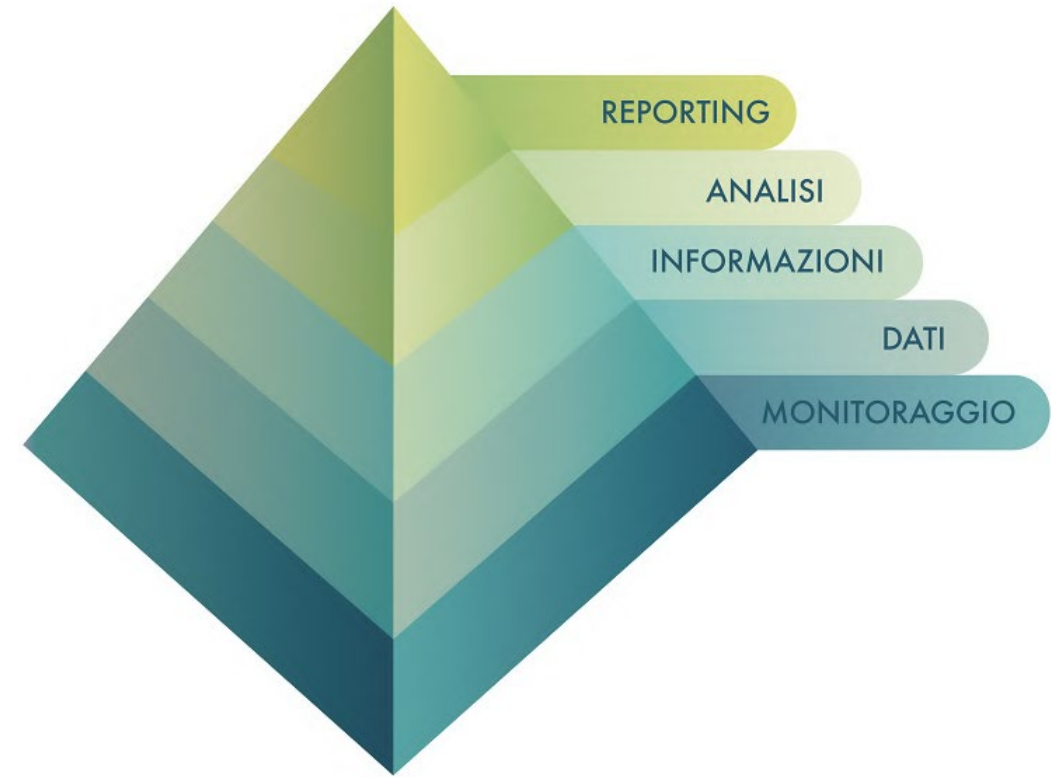 REPORTING
ANALISI
INFORMAZIONI
DATI
MONITORAGGIO